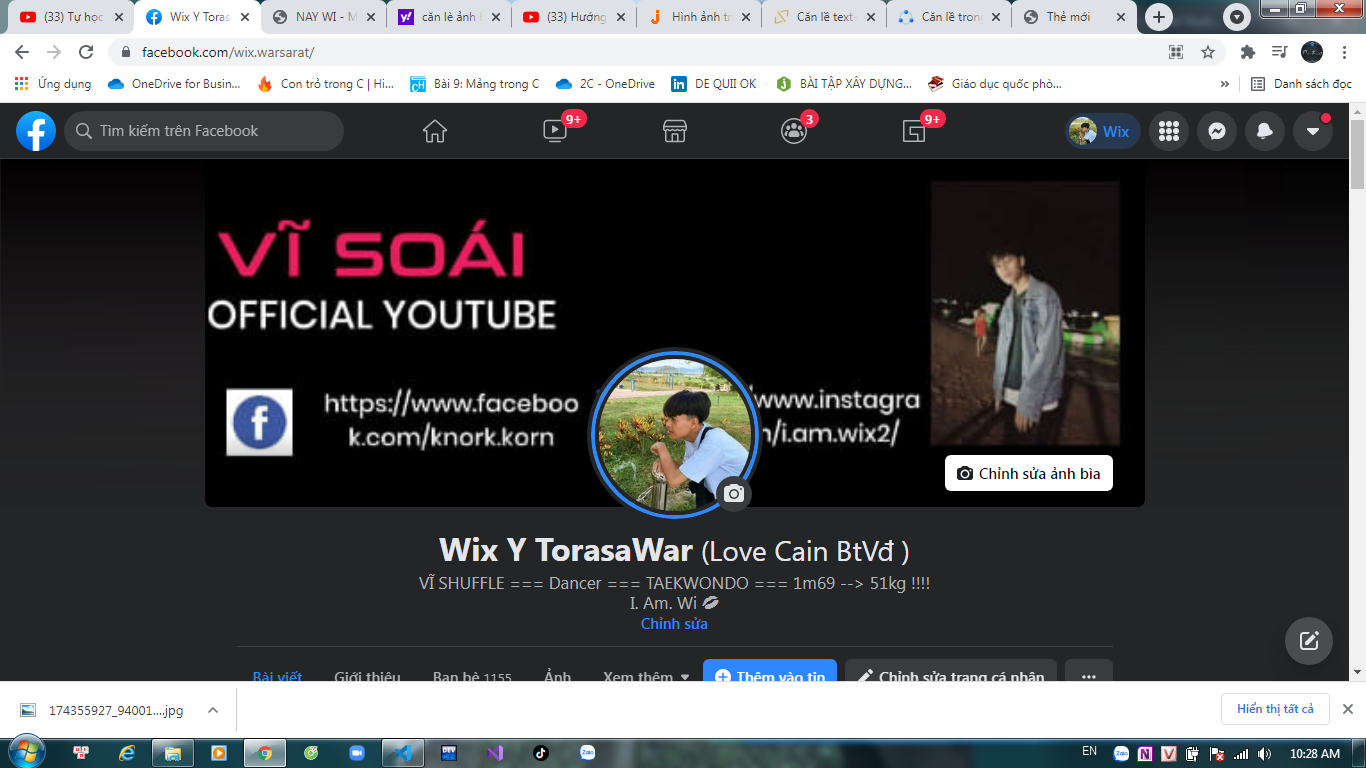 (33) Tự học
Wix Y Toras
NAY WI - M
căn lề ảnh
(33) Hướng
Hình ảnh tr
Căn lề text
Căn lề tron
Thẻ mới
facebook.com/wix.warsarat/
Ứng dụng
OneDrive for Busin...
Con trỏ trong C | Hi...
Bài 9: Mảng trong C
2C - OneDrive
DE QUII OK
BÀI TẬP XÂY DỰNG...
Giáo dục quốc phò...
»
Danh sách đọc
Tìm kiếm trên Facebook
9+
3
9+
Wix
VĨ SOÁI
OFFICIAL YOUTUBE
https://www.faceboo
k.com/knork.korn
www.instagra
/i.am.wix2/
Chỉnh sửa ảnh bìa
Wix Y TorasaWar (Love Cain BtVđ )
VĨ SHUFFLE === Dancer === TAEKWONDO === 1m69 --> 51kg !!!!
I. Am. Wi 💋
Chỉnh sửa
Bài viết
Giới thiệu
Bạn bè 1155
Ảnh
Xem thêm
Thêm vào tin
Chỉnh sửa trang cá nhân
174355927_94001....jpg
Hiển thị tất cả
EN
10:28 AM